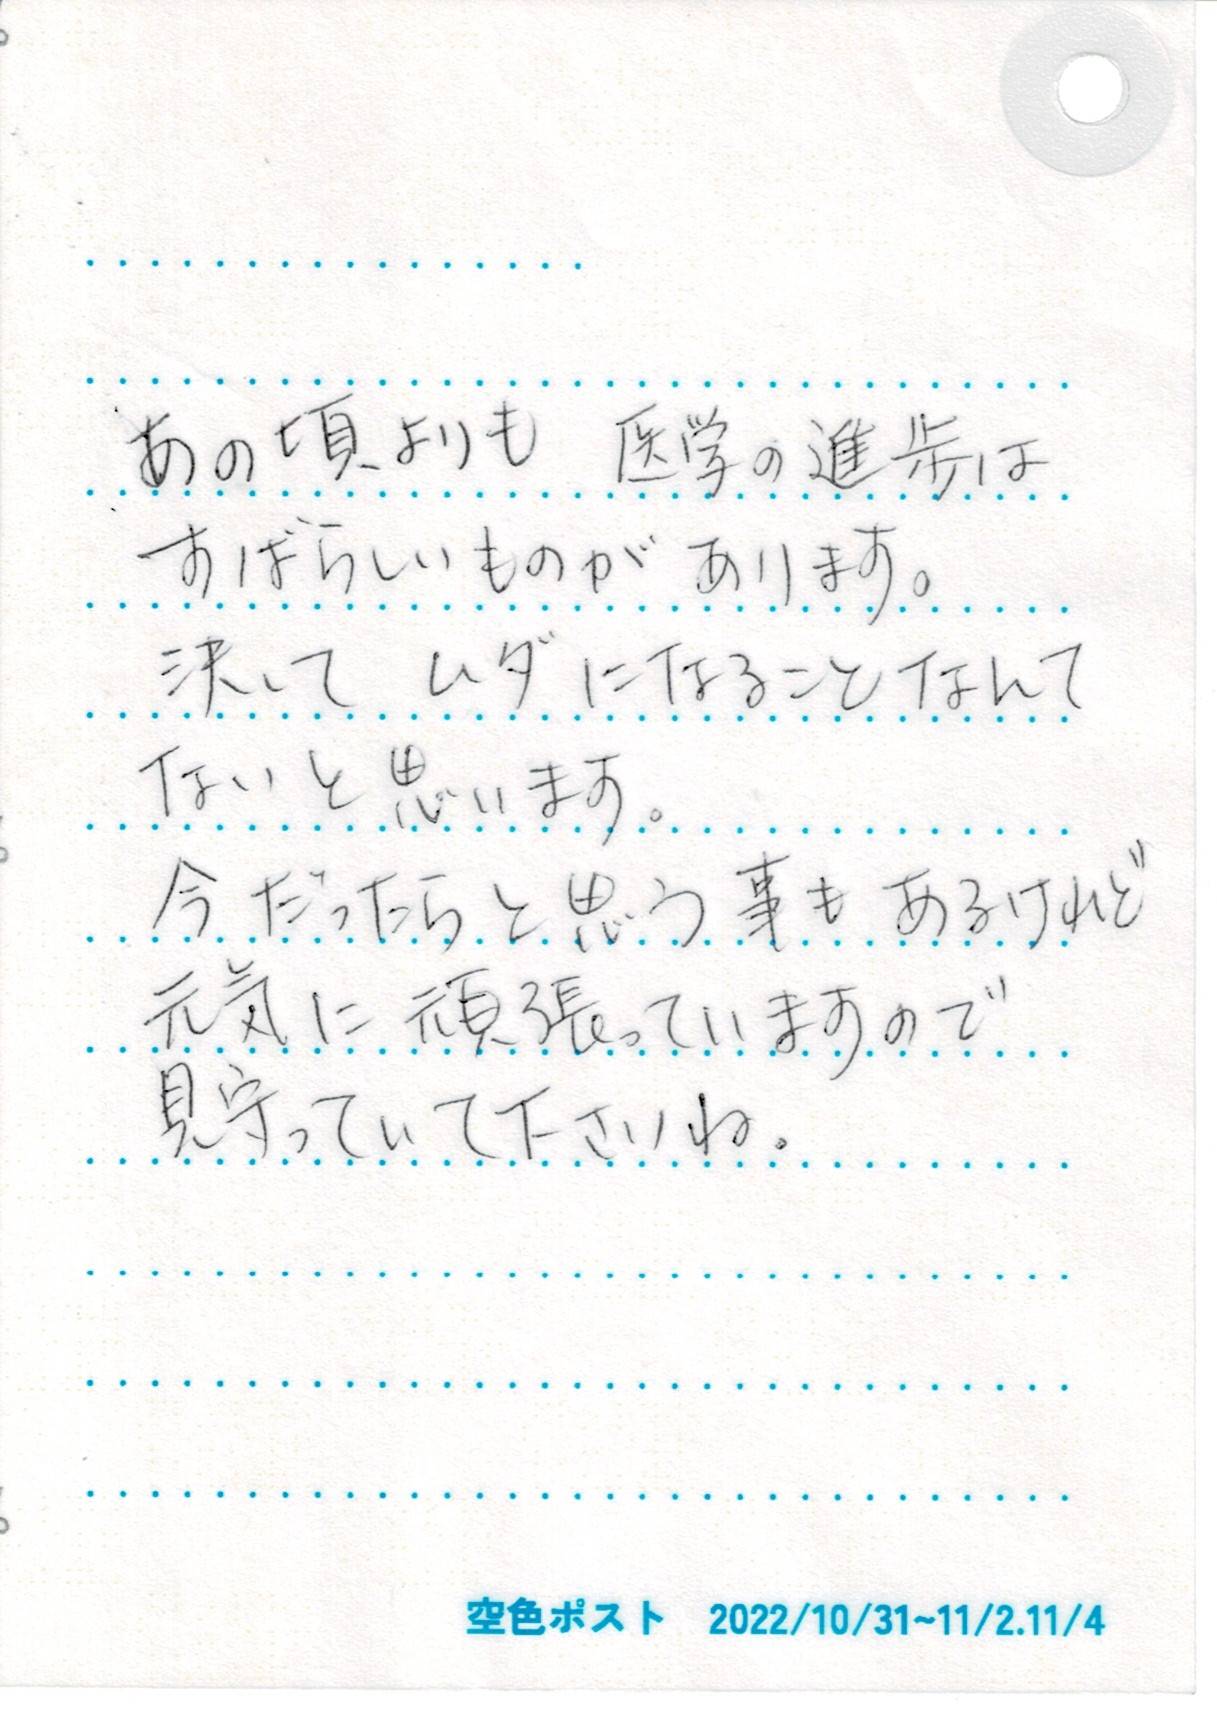 あの頃よりも 医学の進歩は
すばらしいものがあります。
決して ムダになることなんて
ないと思います。
今だったらと思う事もあるけれど
元気に頑張っていますので
見守っていて下さいね。
空色ポスト 2022/10/31~11/2.11/4